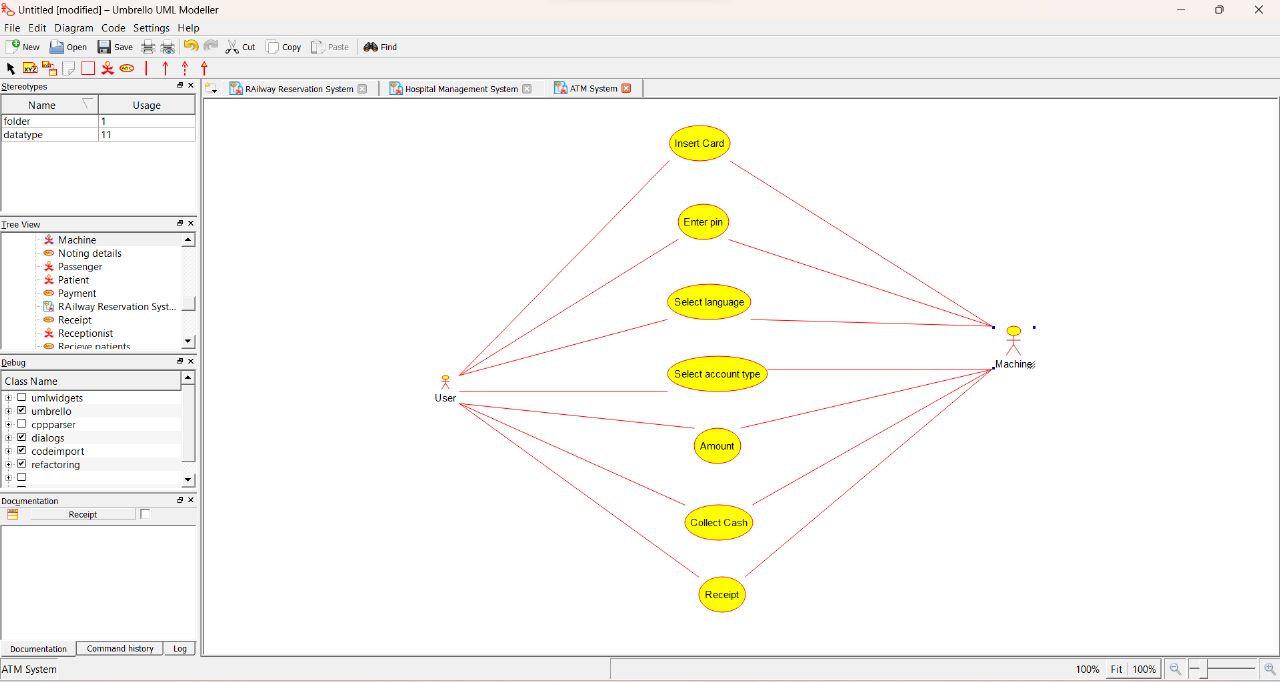 Untitled [modified] – Umbrello UML Modeller
File Edit Diagram Code Settings Help
New Open Save Cut Copy Paste Find
Stereotypes
Name Usage
folder 1
datatype 11
Tree View
Machine
Noting details
Passenger
Patient
Payment
RAilway Reservation Syst...
Receipt
Receptionist
Recieve patients
Debug
Class Name
umlwidgets
umbrello
cppparser
dialogs
codeimport
refactoring
Documentation
Receipt
Documentation Command history Log
RAilway Reservation System Hospital Management System ATM System
Insert Card
Enter pin
Select language
Select account type
Amount
Collect Cash
Receipt
User
Machine
ATM System
100% Fit 100%